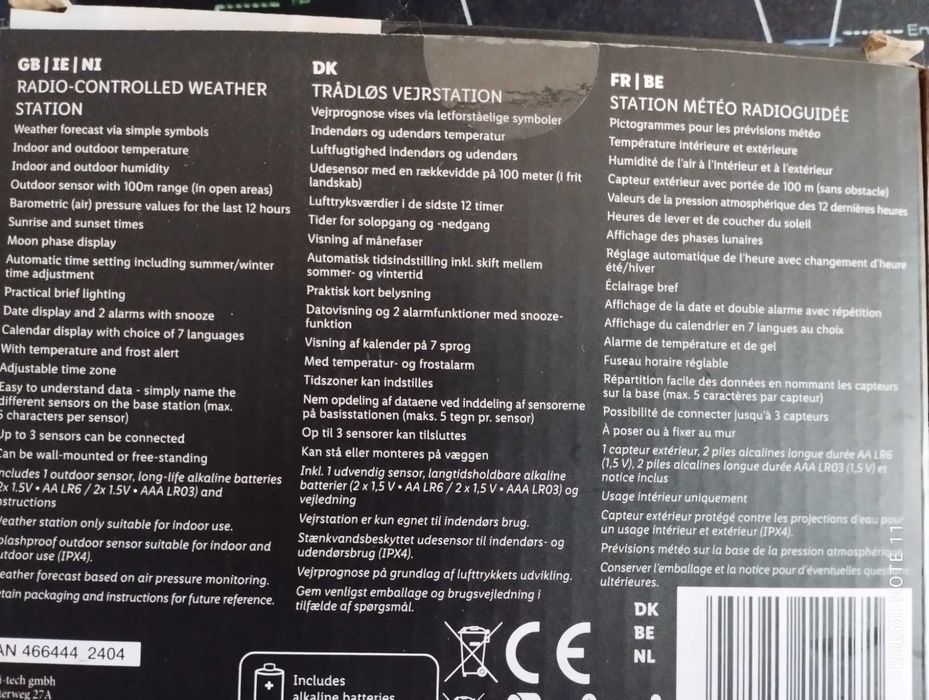 GB | IE | NI
RADIO-CONTROLLED WEATHER
STATION
Weather forecast via simple symbols
Indoor and outdoor temperature
Indoor and outdoor humidity
Outdoor sensor with 100m range (in open areas)
Barometric (air) pressure values for the last 12 hours
Sunrise and sunset times
Moon phase display
Automatic time setting including summer/winter
time adjustment
Practical brief lighting
Date display and 2 alarms with snooze
Calendar display with choice of 7 languages
With temperature and frost alert
Adjustable time zone
Easy to understand data - simply name the
different sensors on the base station (max.
5 characters per sensor)
Up to 3 sensors can be connected
Can be wall-mounted or free-standing
Includes 1 outdoor sensor, long-life alkaline batteries
(2x 1.5V • AA LR6 / 2x 1.5V • AAA LR03) and
instructions
Weather station only suitable for indoor use.
Splashproof outdoor sensor suitable for indoor and
outdoor use (IPX4).
Weather forecast based on air pressure monitoring.
Retain packaging and instructions for future reference.
IAN 466444_2404
i-tech gmbh
terweg 27A
DK
TRÅDLØS VEJRSTATION
Vejrprognose vises via letforståelige symboler
Indendørs og udendørs temperatur
Luftfugtighed indendørs og udendørs
Udesensor med en rækkevidde på 100 meter (i frit
landskab)
Lufttryksværdier i de sidste 12 timer
Tider for solopgang og -nedgang
Visning af månefaser
Automatisk tidsindstilling inkl. skift mellem
sommer- og vintertid
Praktisk kort belysning
Datovisning og 2 alarmfunktioner med snooze-
funktion
Visning af kalender på 7 sprog
Med temperatur- og frostalarm
Tidszoner kan indstilles
Nem opdeling af dataene ved inddeling af sensorerne
på basisstationen (maks. 5 tegn pr. sensor)
Op til 3 sensorer kan tilsluttes
Kan stå eller monteres på væggen
Inkl. 1 udvendig sensor, langtidsholdbare alkaline
batterier (2 x 1,5 V • AA LR6 / 2 x 1,5 V • AAA LR03) og
vejledning
Vejrstation er kun egnet til indendørs brug.
Stænkvandsbeskyttet udesensor til indendørs- og
udendørsbrug (IPX4).
Vejrprognose på grundlag af lufttrykkets udvikling.
Gem venligst emballage og brugsvejledning i
tilfælde af spørgsmål.
Includes
alkaline batteries
CE
FR | BE
STATION MÉTÉO RADIOGUIDÉE
Pictogrammes pour les prévisions météo
Température intérieure et extérieure
Humidité de l'air à l'intérieur et à l'extérieur
Capteur extérieur avec portée de 100 m (sans obstacle)
Valeurs de la pression atmosphérique des 12 dernières heures
Heures de lever et de coucher du soleil
Affichage des phases lunaires
Réglage automatique de l'heure avec changement d'heure
été/hiver
Éclairage bref
Affichage de la date et double alarme avec répétition
Affichage du calendrier en 7 langues au choix
Alarme de température et de gel
Fuseau horaire réglable
Répartition facile des données en nommant les capteurs
sur la base (max. 5 caractères par capteur)
Possibilité de connecter jusqu'à 3 capteurs
À poser ou à fixer au mur
1 capteur extérieur, 2 piles alcalines longue durée AA LR6
(1,5 V), 2 piles alcalines longue durée AAA LR03 (1,5 V) et
notice inclus
Usage intérieur uniquement
Capteur extérieur protégé contre les projections d'eau pour
un usage intérieur et extérieur (IPX4).
Prévisions météo sur la base de la pression atmosphérique
Conserver l'emballage et la notice pour d'éventuelles questions
ultérieures.
DK
BE
NL
REDMI NOTE 11